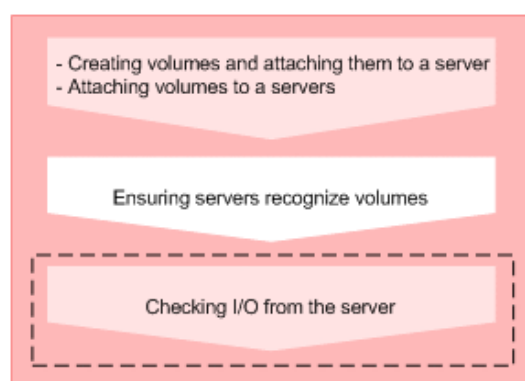 - Creating volumes and attaching them to a server
- Attaching volumes to a servers
Ensuring servers recognize volumes
Checking I/O from the server